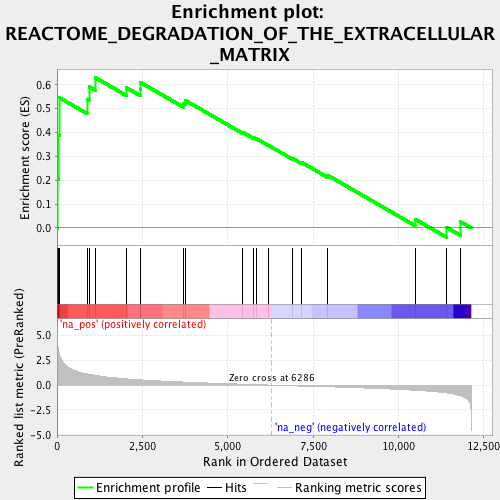 Enrichment plot:
REACTOME_DEGRADATION_OF_THE_EXTRACELLULAR
_MATRIX
Enrichment score (ES)
0.6
0.5
0.4
0.3
0.2
0.1
0.0
'na_pos' (positively correlated)
Ranked list metric (PreRanked)
5.0
2.5
0.0
-2.5
-5.0
Zero cross at 6286
'na_neg' (negatively correlated)
0
2,500
5,000
7,500
10,000
12,500
Rank in Ordered Dataset
Enrichment profile
Hits
Ranking metric scores